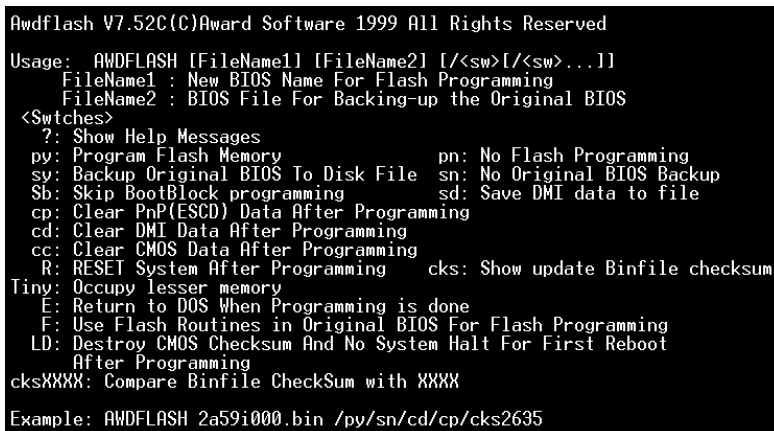 Awdflash V7.52C(C)Award Software 1999 All Rights Reserved
Usage:  AWDFLASH [FileName1] [FileName2] [/<sw>[/<sw>...]]
FileName1 : New BIOS Name For Flash Programming
FileName2 : BIOS File For Backing-up the Original BIOS
<Swtches>
?: Show Help Messages
py: Program Flash Memory    pn: No Flash Programming
sy: Backup Original BIOS To Disk File  sn: No Original BIOS Backup
Sb: Skip BootBlock programming    sd: Save DMI data to file
cp: Clear PnP(ESCD) Data After Programming
cd: Clear DMI Data After Programming
cc: Clear CMOS Data After Programming
R: RESET System After Programming    cks: Show update Binfile checksum
Tiny: Occupy lesser memory
E: Return to DOS When Programming is done
F: Use Flash Routines in Original BIOS For Flash Programming
LD: Destroy CMOS Checksum And No System Halt For First Reboot
After Programming
cksXXXX: Compare Binfile CheckSum with XXXX
Example: AWDFLASH 2a59i000.bin /py/sn/cd/cp/cks2635